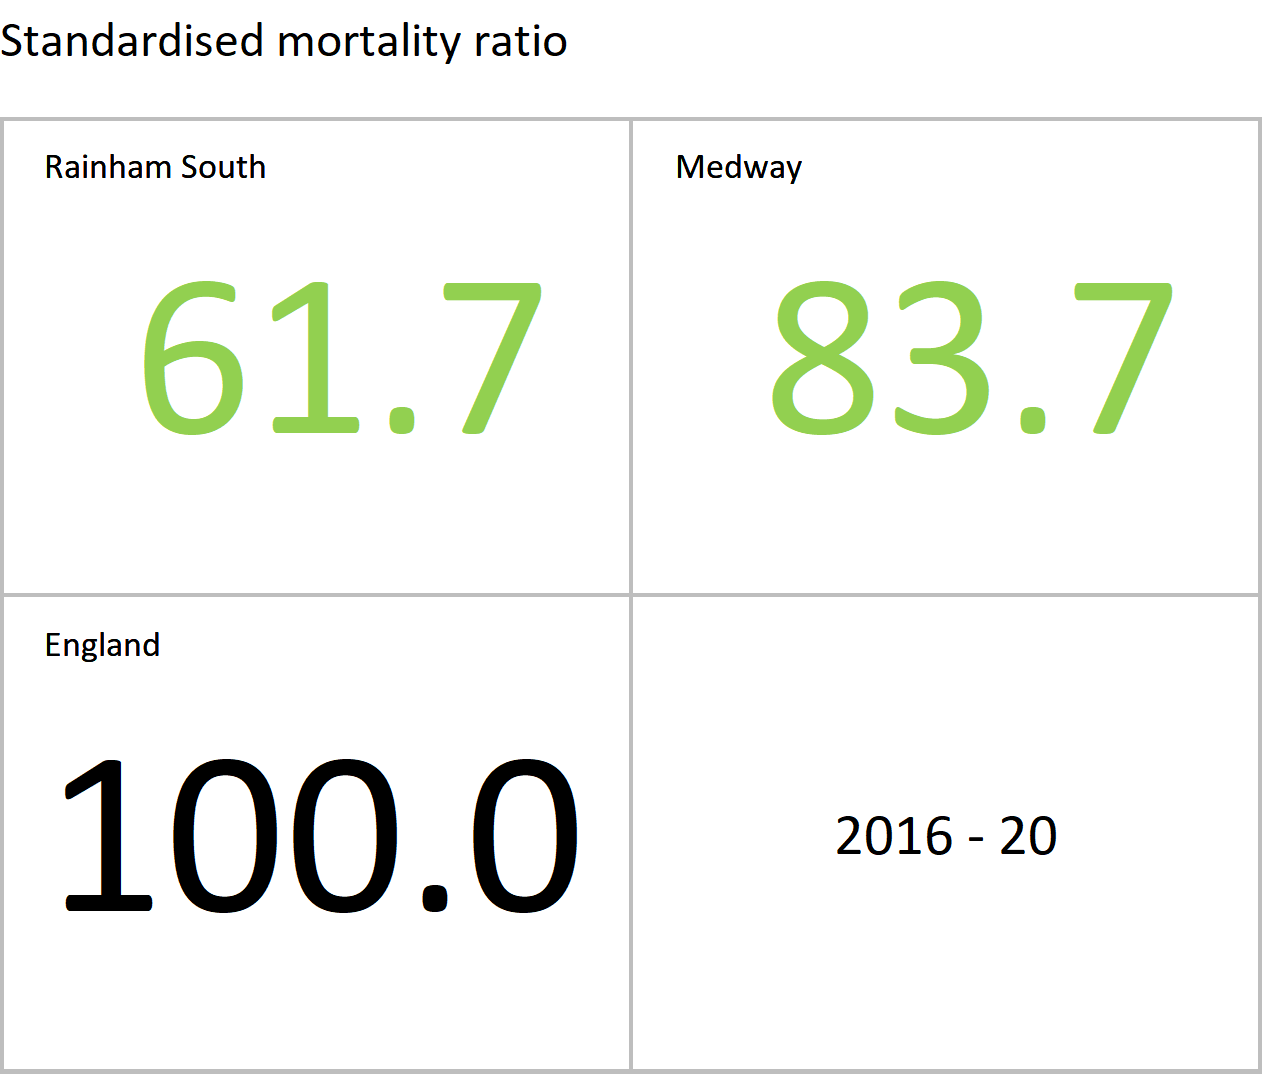 Standardised mortality ratio
Rainham South
61.7
Medway
83.7
England
100.0
2016 - 20